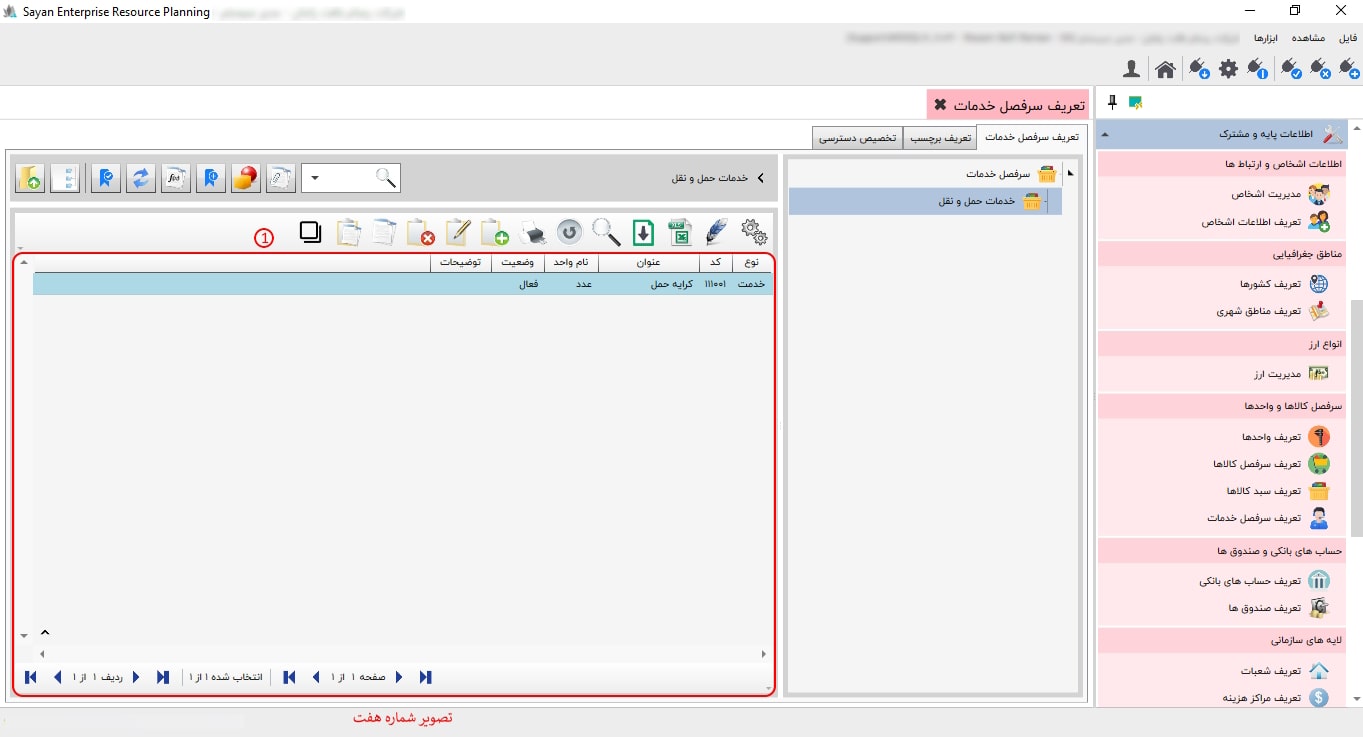 Sayan Enterprise Resource Planning
فایل مشاهده ابزارها
تعریف سرفصل خدمات
اطلاعات پایه و مشترک
اطلاعات اشخاص و ارتباط ها
مدیریت اشخاص
تعریف اطلاعات اشخاص
مناطق جغرافیایی
تعریف کشورها
تعریف مناطق شهری
انواع ارز
مدیریت ارز
سرفصل کالاها و واحدها
تعریف واحدها
تعریف سرفصل کالاها
تعریف سبد کالاها
تعریف سرفصل خدمات
حساب های بانکی و صندوق ها
تعریف حساب های بانکی
تعریف صندوق ها
لایه های سازمانی
تعریف شعبات
تعریف مراکز هزینه
تعریف سرفصل خدمات تعریف برچسب تخصیص دسترسی
سرفصل خدمات
خدمات حمل و نقل
خدمات حمل و نقل
f(x)
1
نوع کد عنوان نام واحد وضعیت توضیحات
خدمت ۱۱۱۰۰۱ کرایه حمل عدد فعال
صفحه ۱ از ۱ انتخاب شده ۱ از ۱ ردیف ۱ از ۱
تصویر شماره هفت